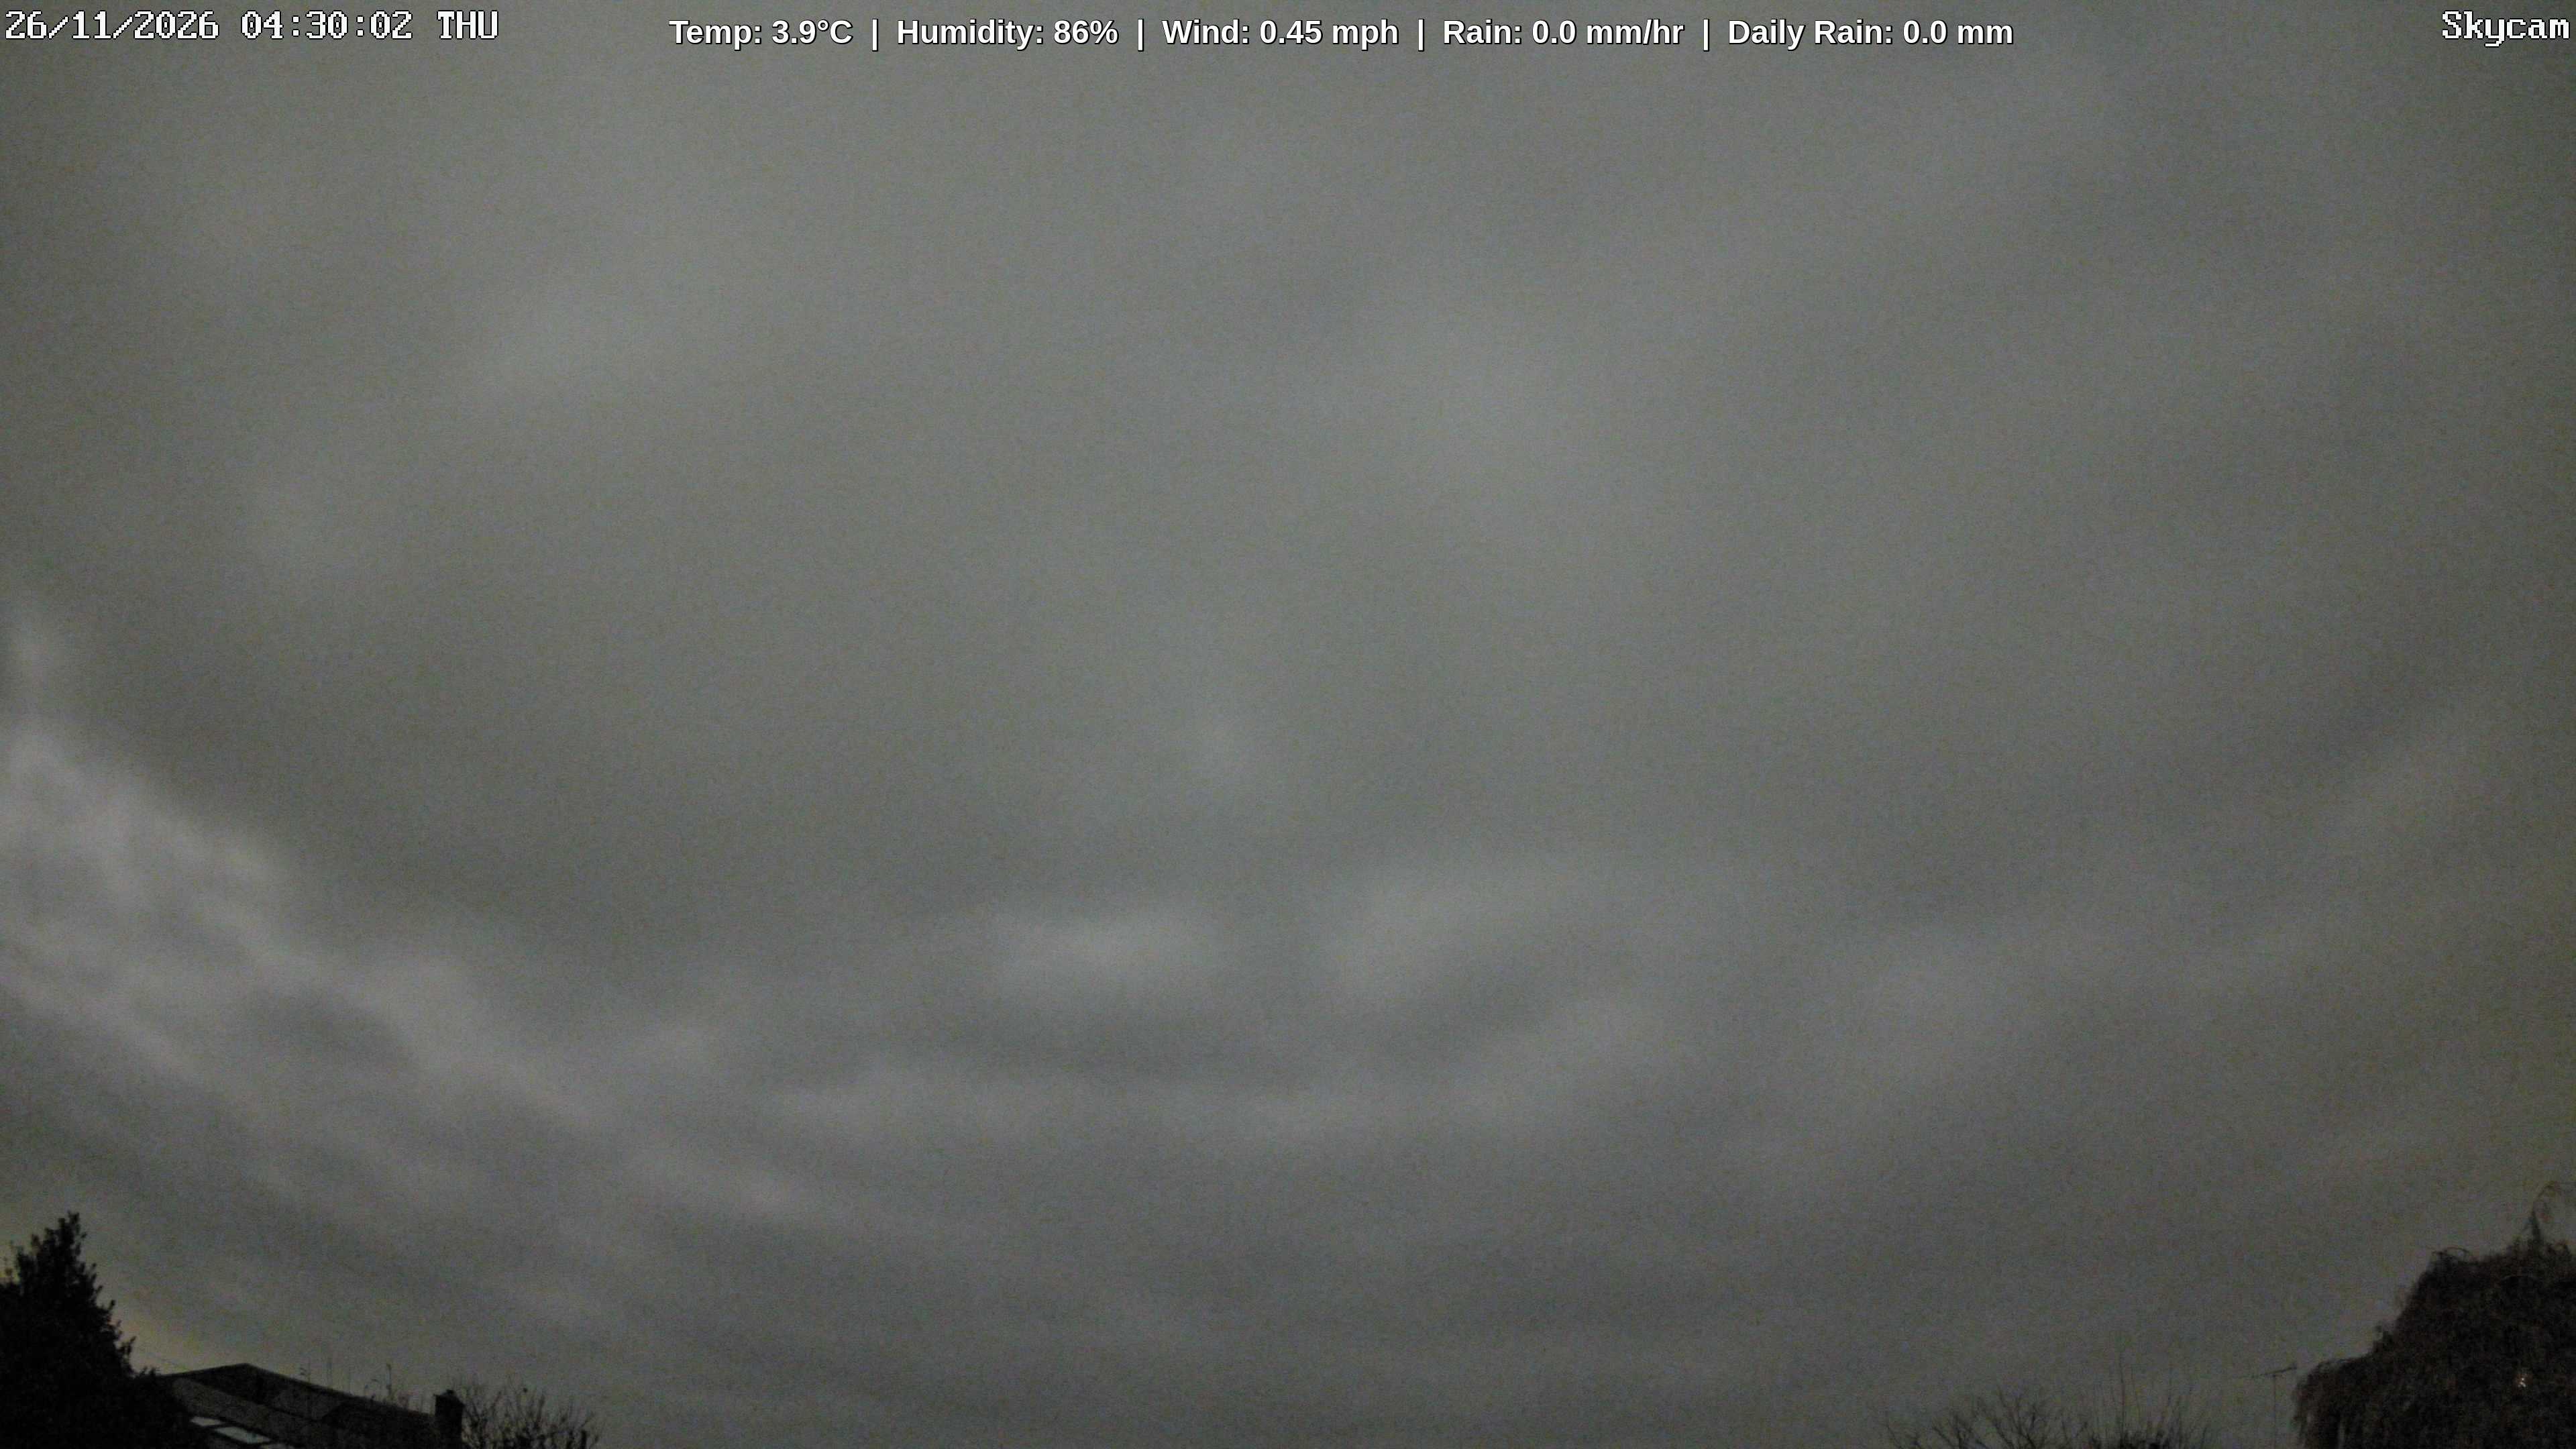 26/11/2026 04:30:02 THU
Temp: 3.9°C | Humidity: 86% | Wind: 0.45 mph | Rain: 0.0 mm/hr | Daily Rain: 0.0 mm
Skycam